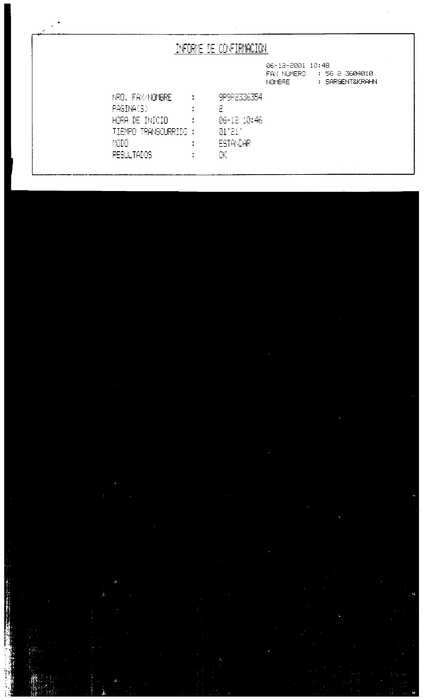 INFORME DE CONFIRMACION
06-12-2001 10:48
FAX NUMERO : 56 2 3604010
NOMBRE : SARGENT&KRAHN
NRO. FAX/NOMBRE : 9P9P2336354
PAGINA(S) : 2
HORA DE INICIO : 06-12 10:46
TIEMPO TRANSCURRIDO : 01'21"
MODO : ESTANDAR
RESULTADOS : OK